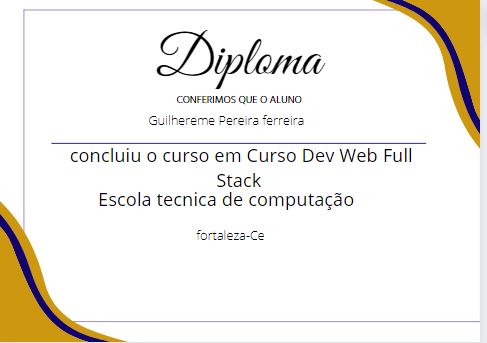 Diploma
CONFERIMOS QUE O ALUNO
Guilhereme Pereira ferreira
concluiu o curso em Curso Dev Web Full
Stack
Escola tecnica de computação
fortaleza-Ce